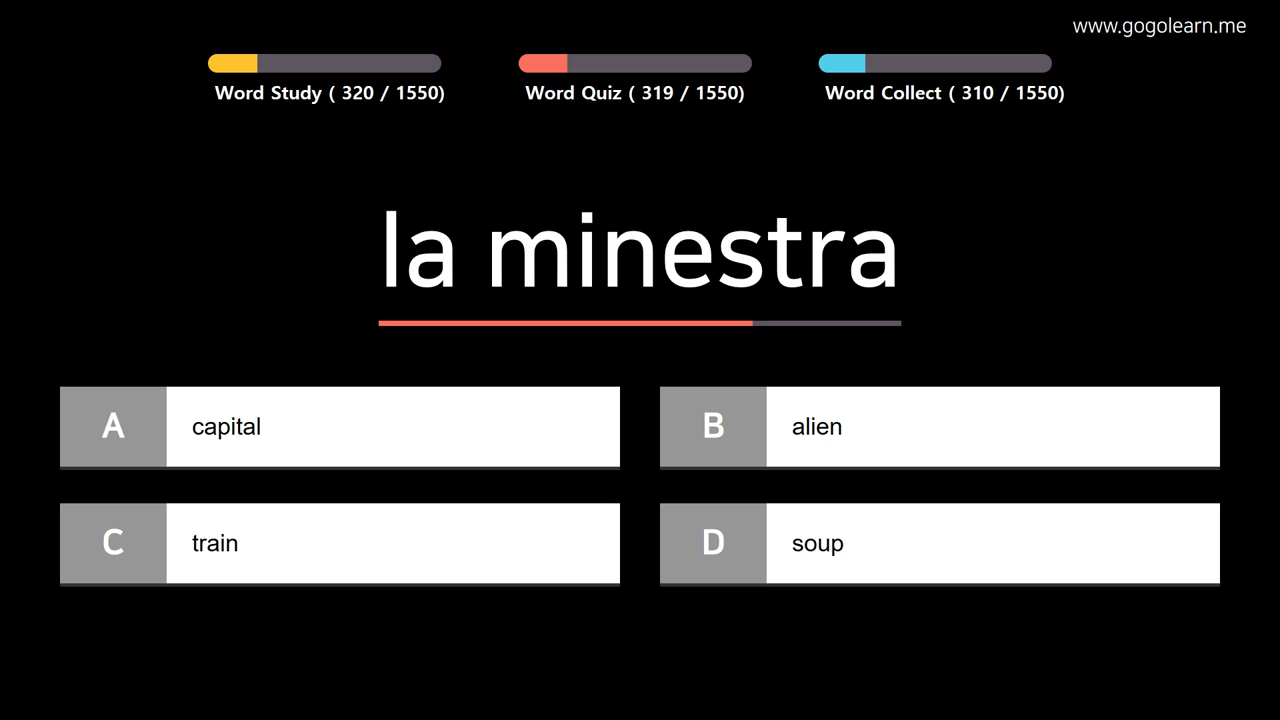 www.gogolearn.me
Word Study ( 320 / 1550)
Word Quiz ( 319 / 1550)
Word Collect ( 310 / 1550)
la minestra
A
capital
B
alien
C
train
D
soup